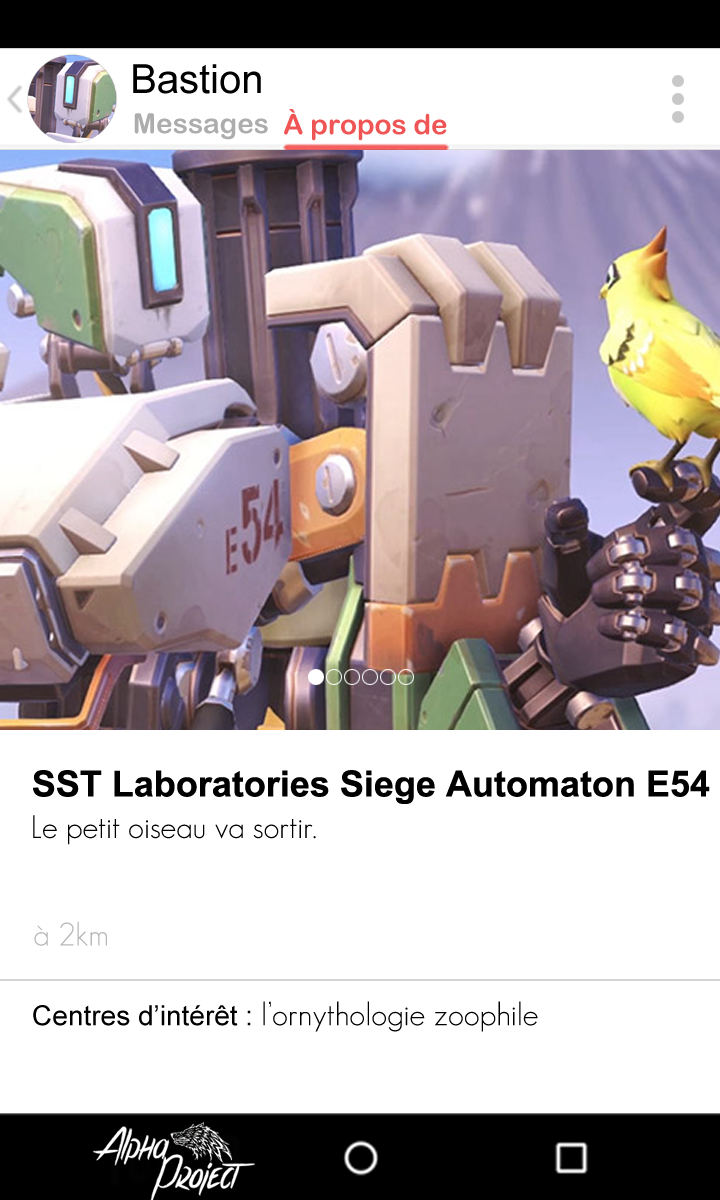 Bastion
Messages À propos de
E54
SST Laboratories Siege Automaton E54
Le petit oiseau va sortir.
à 2km
Centres d'intérêt : l'ornythologie zoophile
Alpha
Project